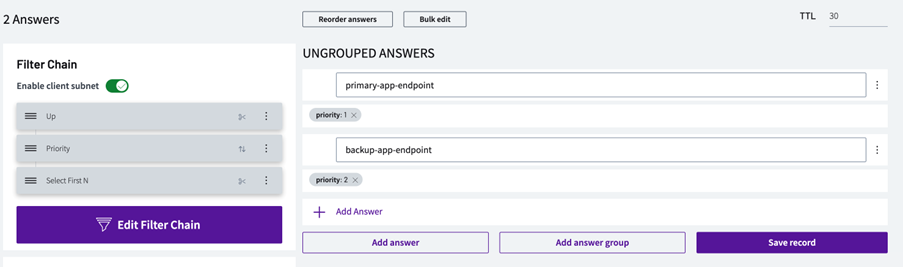 2 Answers
Reorder answers
Bulk edit
TTL 30
Filter Chain
Enable client subnet
Up
Priority
Select First N
Edit Filter Chain
UNGROUPED ANSWERS
primary-app-endpoint
priority: 1
backup-app-endpoint
priority: 2
Add Answer
Add answer
Add answer group
Save record